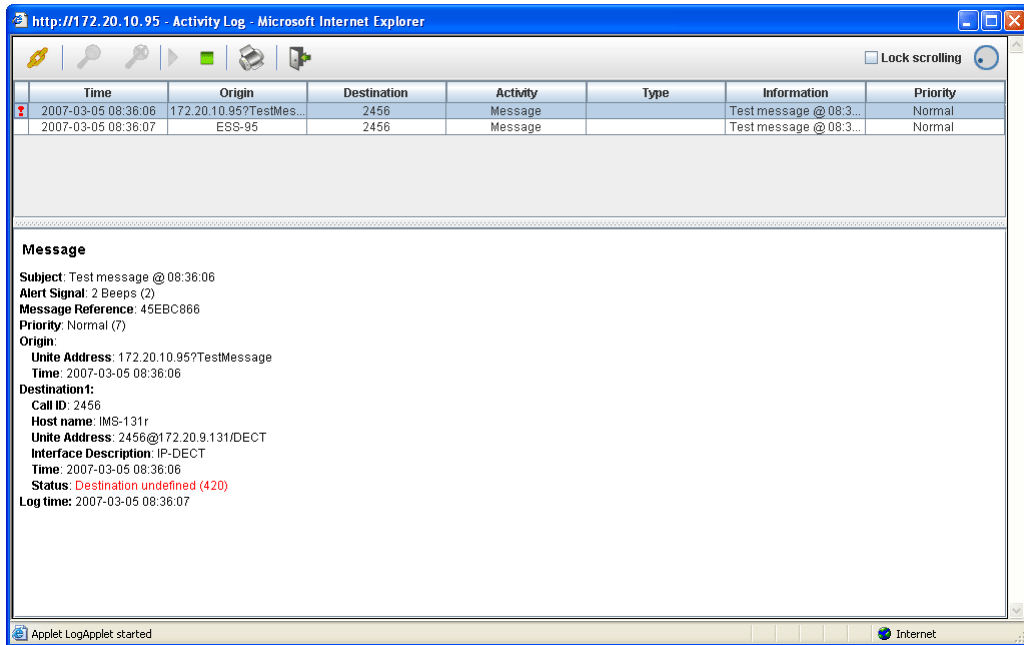 http://172.20.10.95 - Activity Log - Microsoft Internet Explorer
Lock scrolling
Time Origin Destination Activity Type Information Priority
2007-03-05 08:36:06 172.20.10.95?TestMes... 2456 Message Test message @ 08:3... Normal
2007-03-05 08:36:07 ESS-95 2456 Message Test message @ 08:3... Normal
Message
Subject: Test message @ 08:36:06
Alert Signal: 2 Beeps (2)
Message Reference: 45EBC866
Priority: Normal (7)
Origin:
Unite Address: 172.20.10.95?TestMessage
Time: 2007-03-05 08:36:06
Destination1:
Call ID: 2456
Host name: IMS-131r
Unite Address: 2456@172.20.9.131/DECT
Interface Description: IP-DECT
Time: 2007-03-05 08:36:06
Status: Destination undefined (420)
Log time: 2007-03-05 08:36:07
Applet LogApplet started
Internet